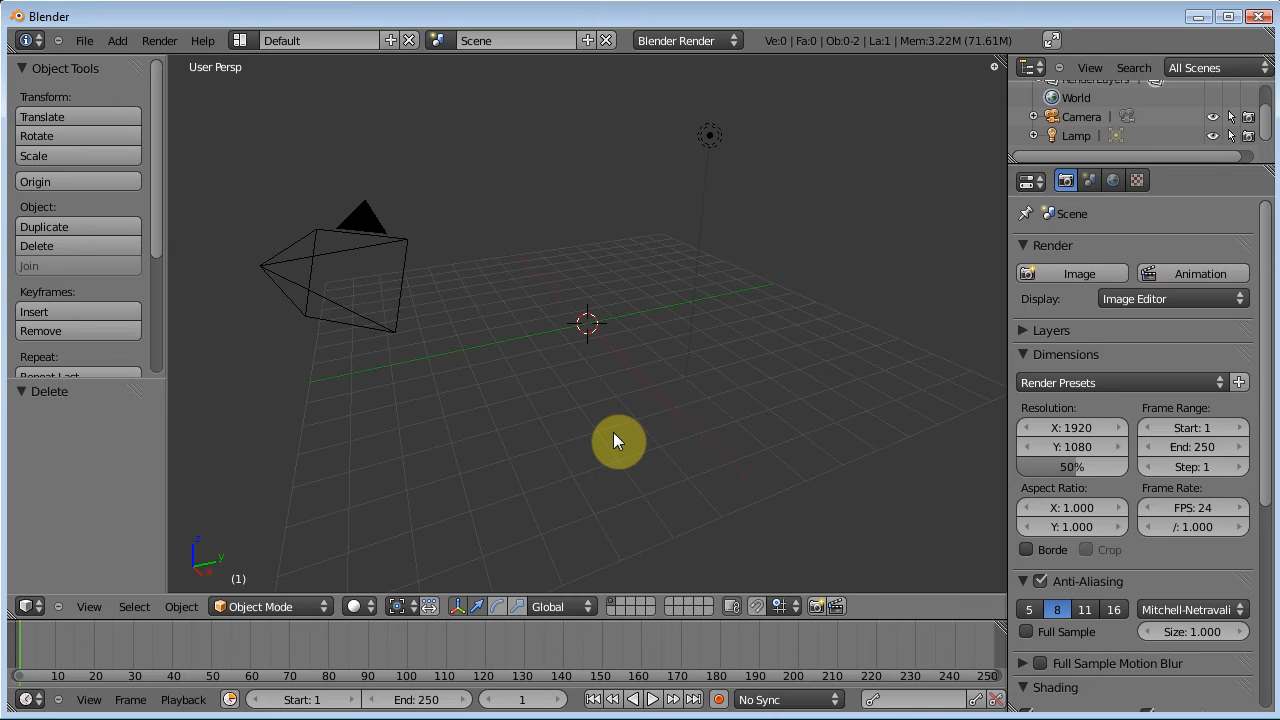 Blender
File Add Render Help Default Scene Blender Render Ve:0 | Fa:0 | Ob:0-2 | La:1 | Mem:3.22M (71.61M)
Object Tools
Transform:
Translate
Rotate
Scale
Origin
Object:
Duplicate
Delete
Join
Keyframes:
Insert
Remove
Repeat:
Repeat Last
Delete
User Persp
z
y
x
(1)
View Select Object Object Mode Global
10 20 30 40 50 60 70 80 90 100 110 120 130 140 150 160 170 180 190 200 210 220 230 240 250
View Frame Playback Start: 1 End: 250 1 No Sync
View Search All Scenes
RenderLayers
World
Camera
Lamp
Scene
Render
Image Animation
Display: Image Editor
Layers
Dimensions
Render Presets
Resolution: Frame Range:
X: 1920 Start: 1
Y: 1080 End: 250
50% Step: 1
Aspect Ratio: Frame Rate:
X: 1.000 FPS: 24
Y: 1.000 /: 1.000
Borde Crop
Anti-Aliasing
5 8 11 16 Mitchell-Netravali
Full Sample Size: 1.000
Full Sample Motion Blur
Shading